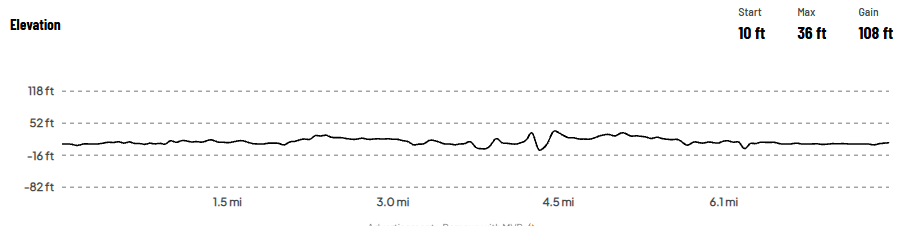 Start Max Gain
Elevation
10 ft 36 ft 108 ft
118 ft
52 ft
-16 ft
-82 ft
1.5 mi 3.0 mi 4.5 mi 6.1 mi